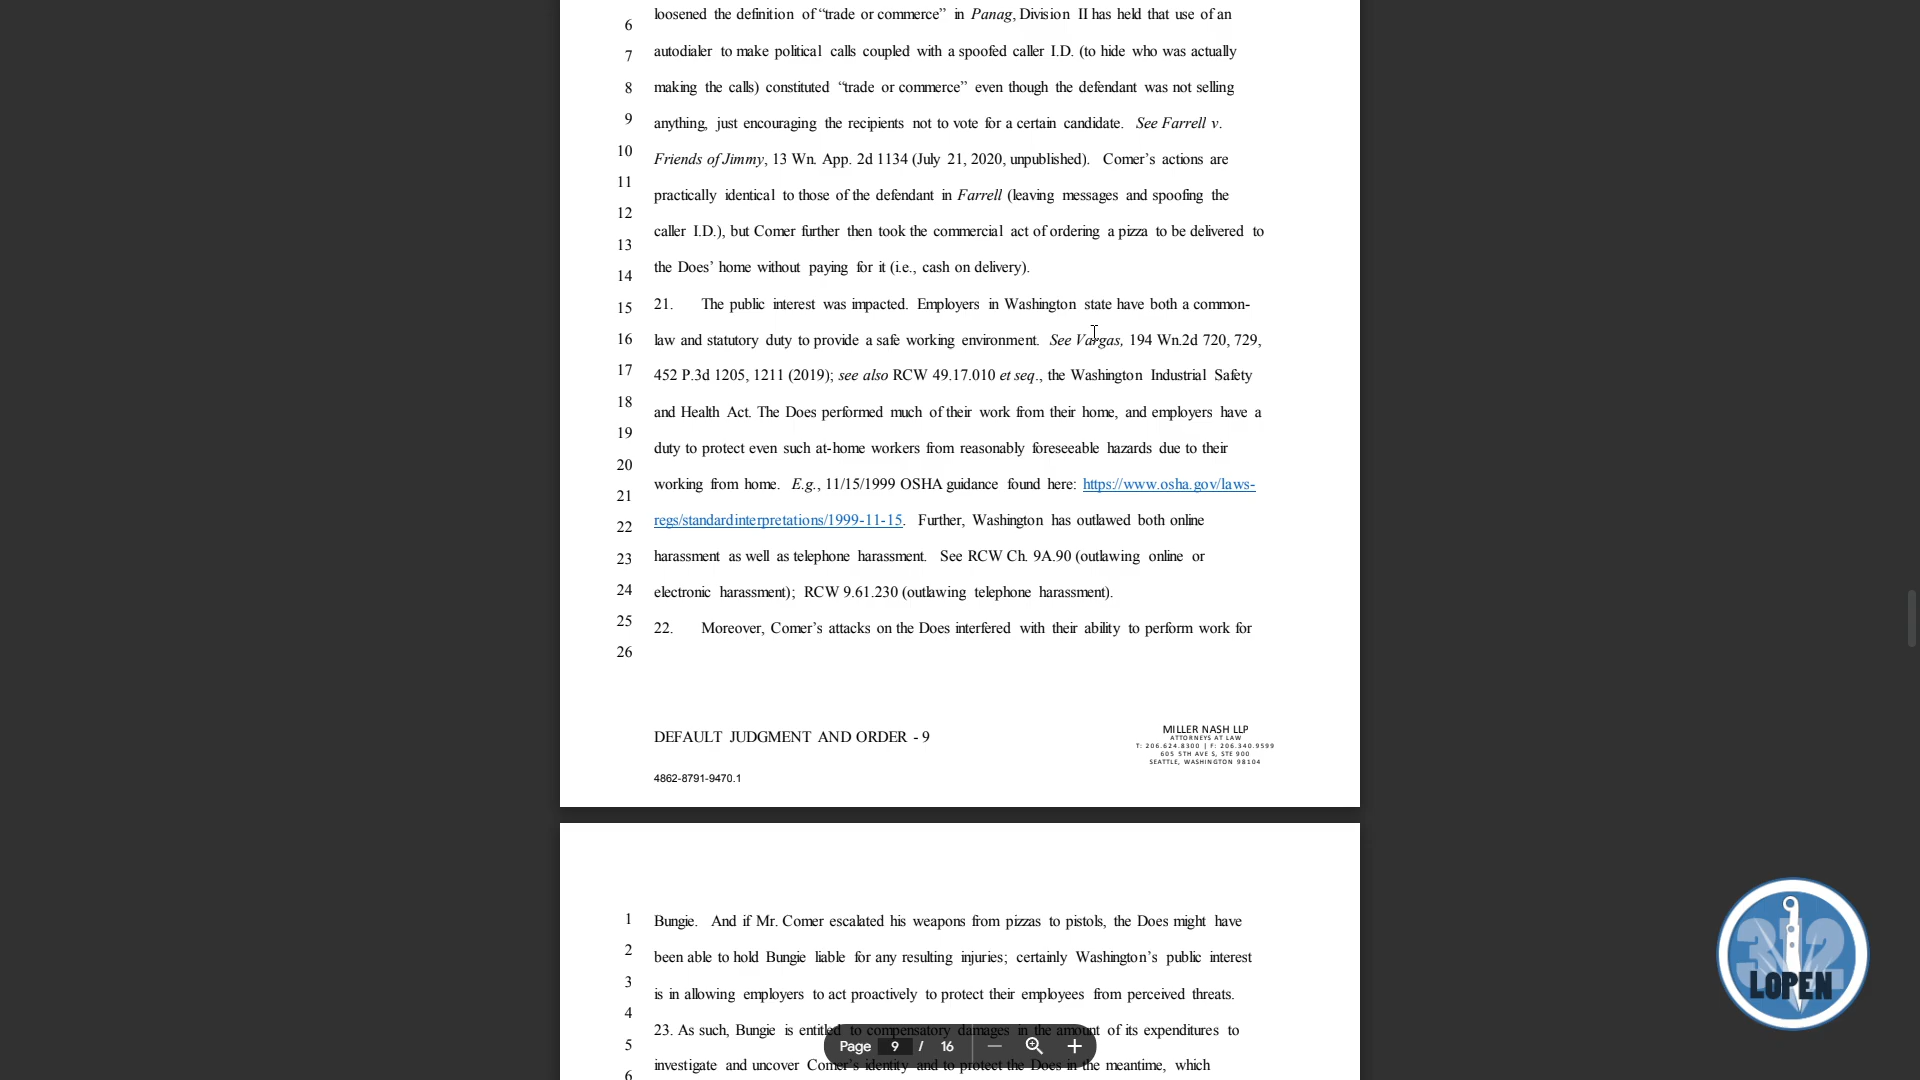 loosened the definition of “trade or commerce” in Panag, Division II has held that use of an
6
7 autodialer to make political calls coupled with a spoofed caller I.D. (to hide who was actually
8 making the calls) constituted “trade or commerce” even though the defendant was not selling
9 anything, just encouraging the recipients not to vote for a certain candidate. See Farrell v.
10 Friends of Jimmy, 13 Wn. App. 2d 1134 (July 21, 2020, unpublished). Comer’s actions are
11 practically identical to those of the defendant in Farrell (leaving messages and spoofing the
12 caller I.D.), but Comer further then took the commercial act of ordering a pizza to be delivered to
13
14 the Does’ home without paying for it (i.e., cash on delivery).
15 21. The public interest was impacted. Employers in Washington state have both a common-
16 law and statutory duty to provide a safe working environment. See Vargas, 194 Wn.2d 720, 729,
17 452 P.3d 1205, 1211 (2019); see also RCW 49.17.010 et seq., the Washington Industrial Safety
18 and Health Act. The Does performed much of their work from their home, and employers have a
19 duty to protect even such at-home workers from reasonably foreseeable hazards due to their
20
21 working from home. E.g., 11/15/1999 OSHA guidance found here: https://www.osha.gov/laws-
22 regs/standardinterpretations/1999-11-15. Further, Washington has outlawed both online
23 harassment as well as telephone harassment. See RCW Ch. 9A.90 (outlawing online or
24 electronic harassment); RCW 9.61.230 (outlawing telephone harassment).
25 22. Moreover, Comer’s attacks on the Does interfered with their ability to perform work for
26
DEFAULT JUDGMENT AND ORDER - 9
MILLER NASH LLP
ATTORNEYS AT LAW
T: 206.624.8300 | F: 206.340.9599
605 5TH AVE S, STE 900
SEATTLE, WASHINGTON 98104
4862-8791-9470.1
1 Bungie. And if Mr. Comer escalated his weapons from pizzas to pistols, the Does might have
2 been able to hold Bungie liable for any resulting injuries; certainly Washington’s public interest
3 is in allowing employers to act proactively to protect their employees from perceived threats.
4
23. As such, Bungie is entitled to compensatory damages in the amount of its expenditures to
5
Page 9 / 16
investigate and uncover Comer’s identity and to protect the Does in the meantime, which
6
312
LOPEN